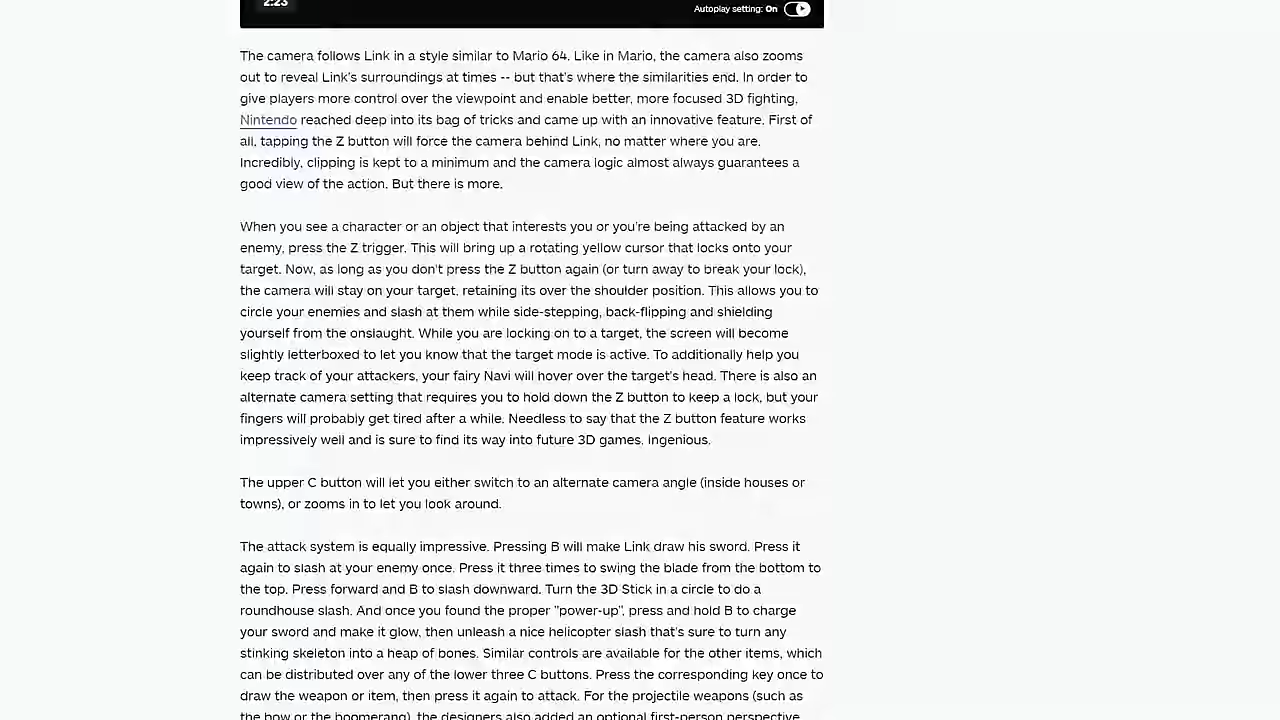 2:23
Autoplay setting: On
The camera follows Link in a style similar to Mario 64. Like in Mario, the camera also zooms
out to reveal Link's surroundings at times -- but that's where the similarities end. In order to
give players more control over the viewpoint and enable better, more focused 3D fighting,
Nintendo reached deep into its bag of tricks and came up with an innovative feature. First of
all, tapping the Z button will force the camera behind Link, no matter where you are.
Incredibly, clipping is kept to a minimum and the camera logic almost always guarantees a
good view of the action. But there is more.
When you see a character or an object that interests you or you're being attacked by an
enemy, press the Z trigger. This will bring up a rotating yellow cursor that locks onto your
target. Now, as long as you don't press the Z button again (or turn away to break your lock),
the camera will stay on your target, retaining its over the shoulder position. This allows you to
circle your enemies and slash at them while side-stepping, back-flipping and shielding
yourself from the onslaught. While you are locking on to a target, the screen will become
slightly letterboxed to let you know that the target mode is active. To additionally help you
keep track of your attackers, your fairy Navi will hover over the target's head. There is also an
alternate camera setting that requires you to hold down the Z button to keep a lock, but your
fingers will probably get tired after a while. Needless to say that the Z button feature works
impressively well and is sure to find its way into future 3D games. Ingenious.
The upper C button will let you either switch to an alternate camera angle (inside houses or
towns), or zooms in to let you look around.
The attack system is equally impressive. Pressing B will make Link draw his sword. Press it
again to slash at your enemy once. Press it three times to swing the blade from the bottom to
the top. Press forward and B to slash downward. Turn the 3D Stick in a circle to do a
roundhouse slash. And once you found the proper "power-up", press and hold B to charge
your sword and make it glow, then unleash a nice helicopter slash that's sure to turn any
stinking skeleton into a heap of bones. Similar controls are available for the other items, which
can be distributed over any of the lower three C buttons. Press the corresponding key once to
draw the weapon or item, then press it again to attack. For the projectile weapons (such as
the bow or the boomerang), the designers also added an optional first-person perspective